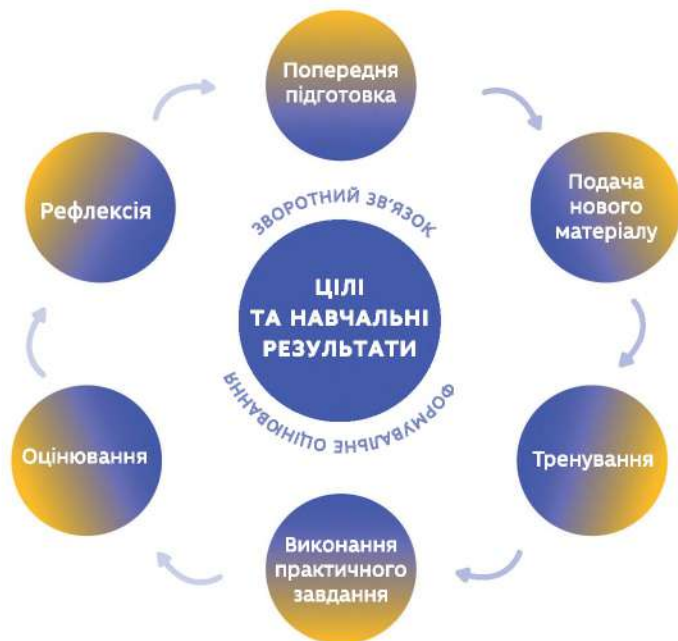 Попередня
підготовка
Подача
нового
матеріалу
Тренування
Виконання
практичного
завдання
Оцінювання
Рефлексія
ЗВОРОТНИЙ ЗВ'ЯЗОК
ЦІЛІ
ТА НАВЧАЛЬНІ
РЕЗУЛЬТАТИ
ФОРМУВАЛЬНЕ ОЦІНЮВАННЯ